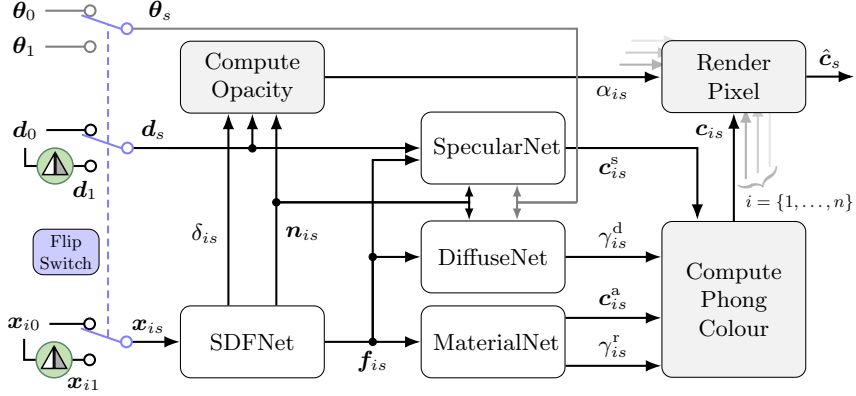 θ₀
θₛ
θ₁
Compute
Opacity
Render
Pixel
ĉₛ
αᵢₛ
d₀
dₛ
d₁
SpecularNet
cᵢₛ
cˢᵢₛ
i = {1, . . . , n}
Flip
Switch
δᵢₛ
nᵢₛ
DiffuseNet
γᵈᵢₛ
Compute
Phong
Colour
xᵢ₀
xᵢₛ
xᵢ₁
SDFNet
fᵢₛ
MaterialNet
cᵃᵢₛ
γʳᵢₛ